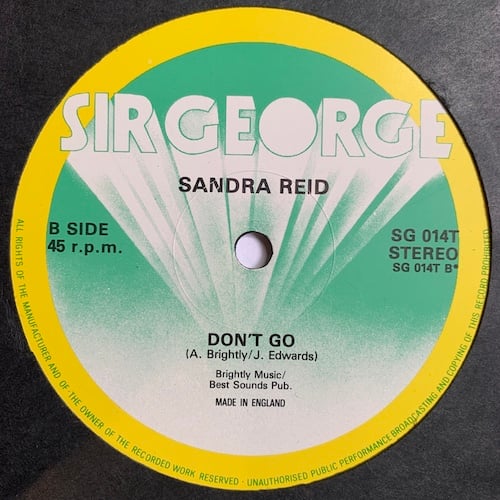 SIR GEORGE
SANDRA REID
B SIDE
45 r.p.m.
SG 014T
STEREO
SG 014T B*
DON'T GO
(A. Brightly/J. Edwards)
Brightly Music/
Best Sounds Pub.
MADE IN ENGLAND
ALL RIGHTS OF THE MANUFACTURER AND OF THE OWNER OF THE RECORDED WORK RESERVED - UNAUTHORISED PUBLIC PERFORMANCE BROADCASTING AND COPYING OF THIS RECORD PROHIBITED